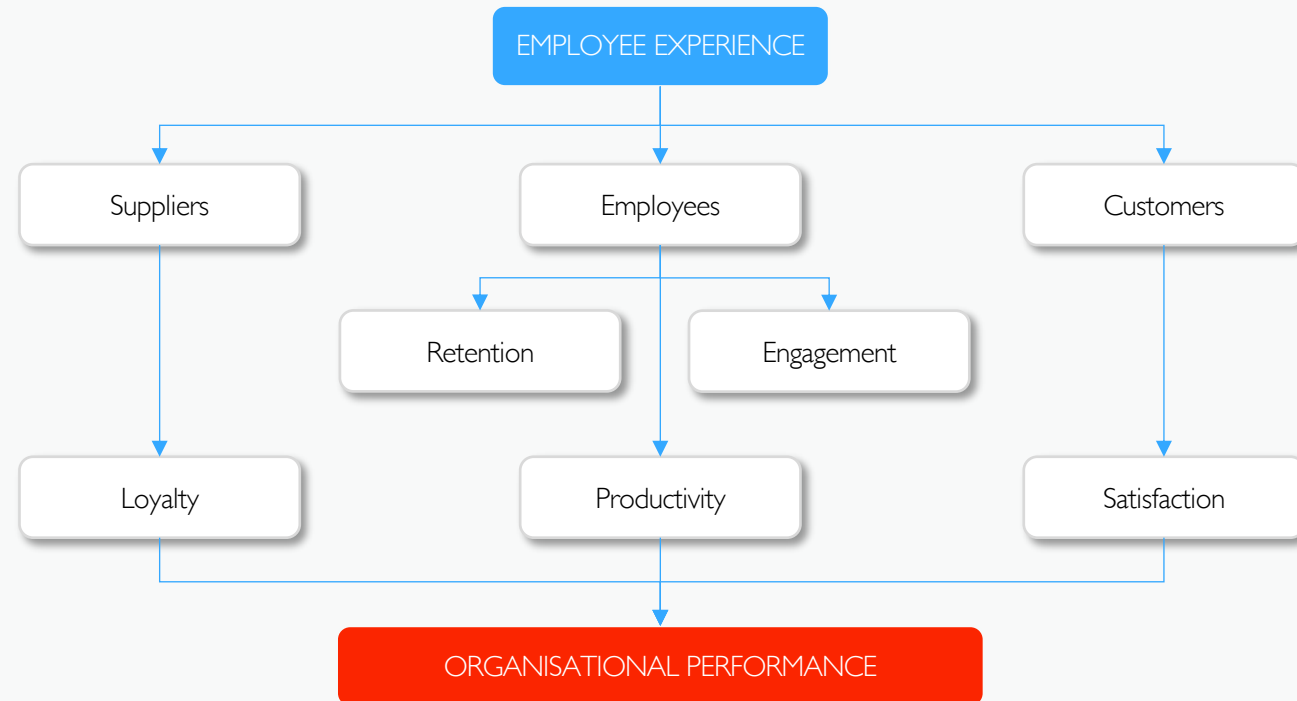 EMPLOYEE EXPERIENCE
Suppliers
Employees
Customers
Retention
Engagement
Loyalty
Productivity
Satisfaction
ORGANISATIONAL PERFORMANCE